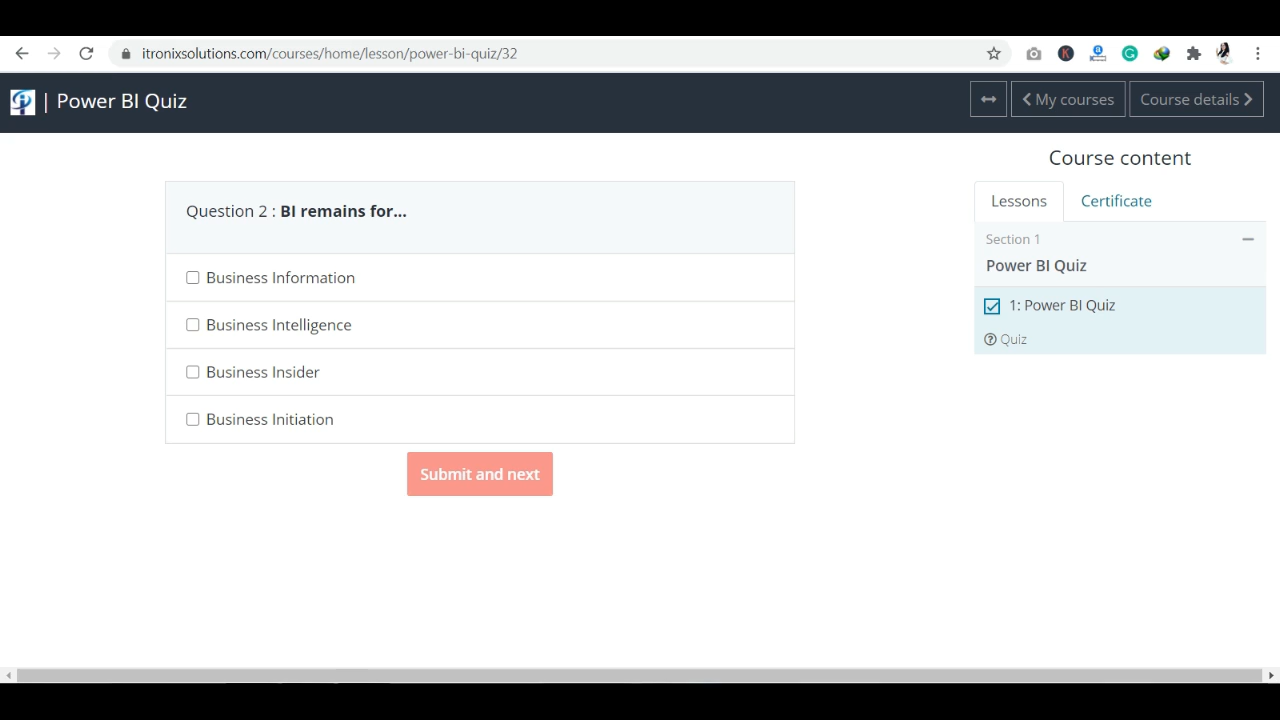 itronixsolutions.com/courses/home/lesson/power-bi-quiz/32
| Power BI Quiz
My courses
Course details
Course content
Question 2 : BI remains for...
Business Information
Business Intelligence
Business Insider
Business Initiation
Submit and next
Lessons
Certificate
Section 1
Power BI Quiz
1: Power BI Quiz
Quiz